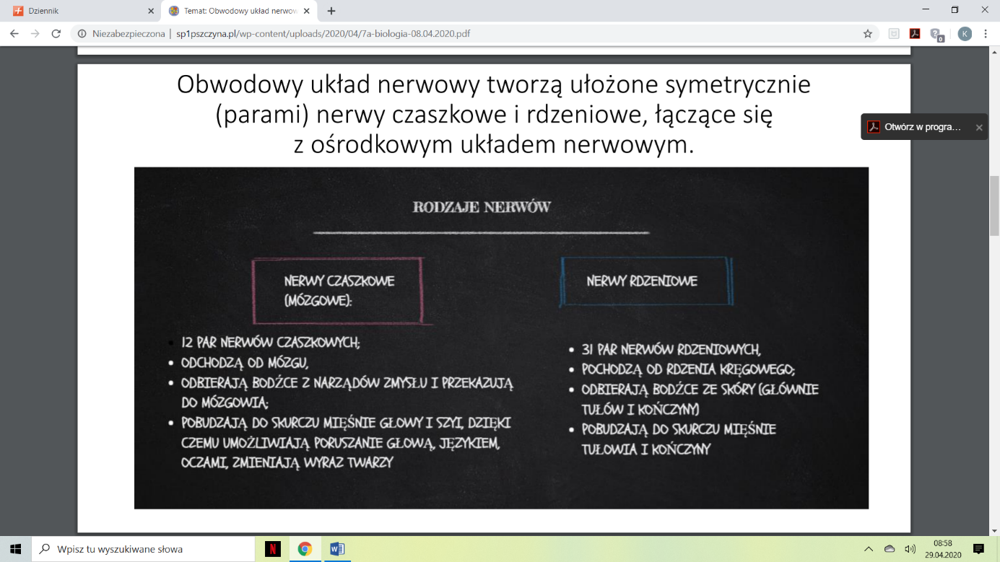 Dziennik
Temat: Obwodowy układ nerwow
Niezabezpieczona | sp1pszczyna.pl/wp-content/uploads/2020/04/7a-biologia-08.04.2020.pdf
0
K
Obwodowy układ nerwowy tworzą ułożone symetrycznie
(parami) nerwy czaszkowe i rdzeniowe, łączące się
z ośrodkowym układem nerwowym.
Otwórz w progra...
RODZAJE NERWÓW
NERWY CZASZKOWE
(MÓZGOWE):
• 12 PAR NERWÓW CZASZKOWYCH;
• ODCHODZĄ OD MÓZGU,
• ODBIERAJĄ BODŹCE Z NARZĄDÓW ZMYSŁU I PRZEKAZUJĄ
DO MÓZGOWIA;
• POBUDZAJĄ DO SKURCZU MIĘŚNIE GŁOWY I SZYI, DZIĘKI
CZEMU UMOŻLIWIAJĄ PORUSZANIE GŁOWĄ, JĘZYKIEM,
OCZAMI, ZMIENIAJĄ WYRAZ TWARZY
NERWY RDZENIOWE
• 31 PAR NERWÓW RDZENIOWYCH,
• POCHODZĄ OD RDZENIA KRĘGOWEGO;
• ODBIERAJĄ BODŹCE ZE SKÓRY (GŁÓWNIE
TUŁÓW I KOŃCZYNY)
• POBUDZAJĄ DO SKURCZU MIĘŚNIE
TUŁOWIA I KOŃCZYNY
Wpisz tu wyszukiwane słowa
N
W
08:58
29.04.2020